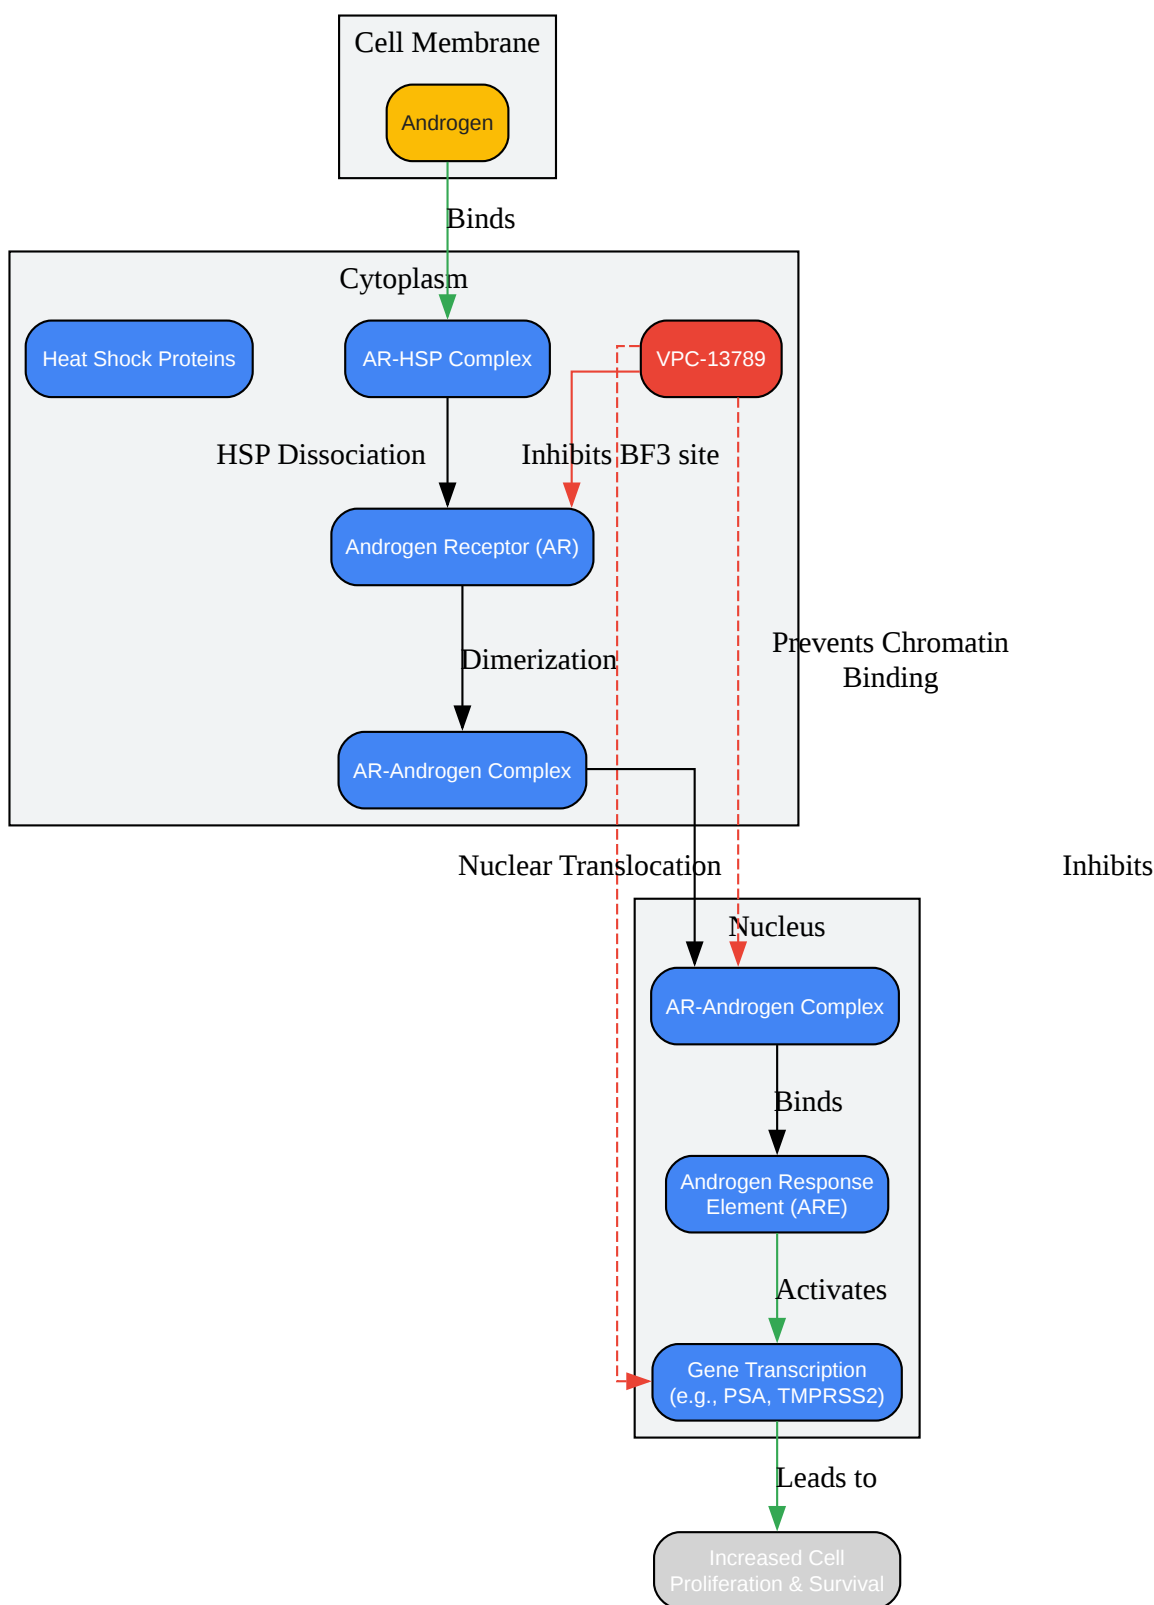 Cell Membrane
Androgen
Binds
Cytoplasm
Heat Shock Proteins
AR-HSP Complex
VPC-13789
HSP Dissociation
Inhibits BF3 site
Androgen Receptor (AR)
Dimerization
Prevents Chromatin
Binding
AR-Androgen Complex
Nuclear Translocation
Inhibits
Nucleus
AR-Androgen Complex
Binds
Androgen Response
Element (ARE)
Activates
Gene Transcription
(e.g., PSA, TMPRSS2)
Leads to
Increased Cell
Proliferation & Survival